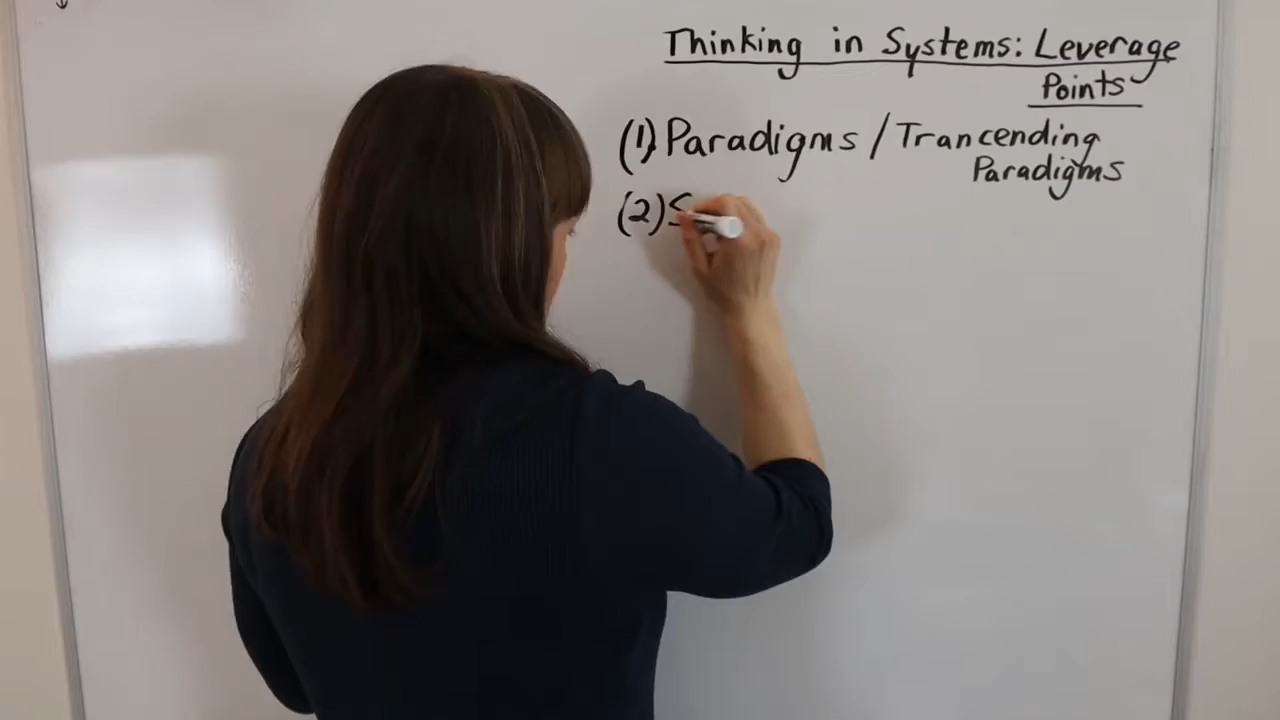 Thinking in Systems: Leverage
Points
(1) Paradigms / Trancending
Paradigms
(2) S